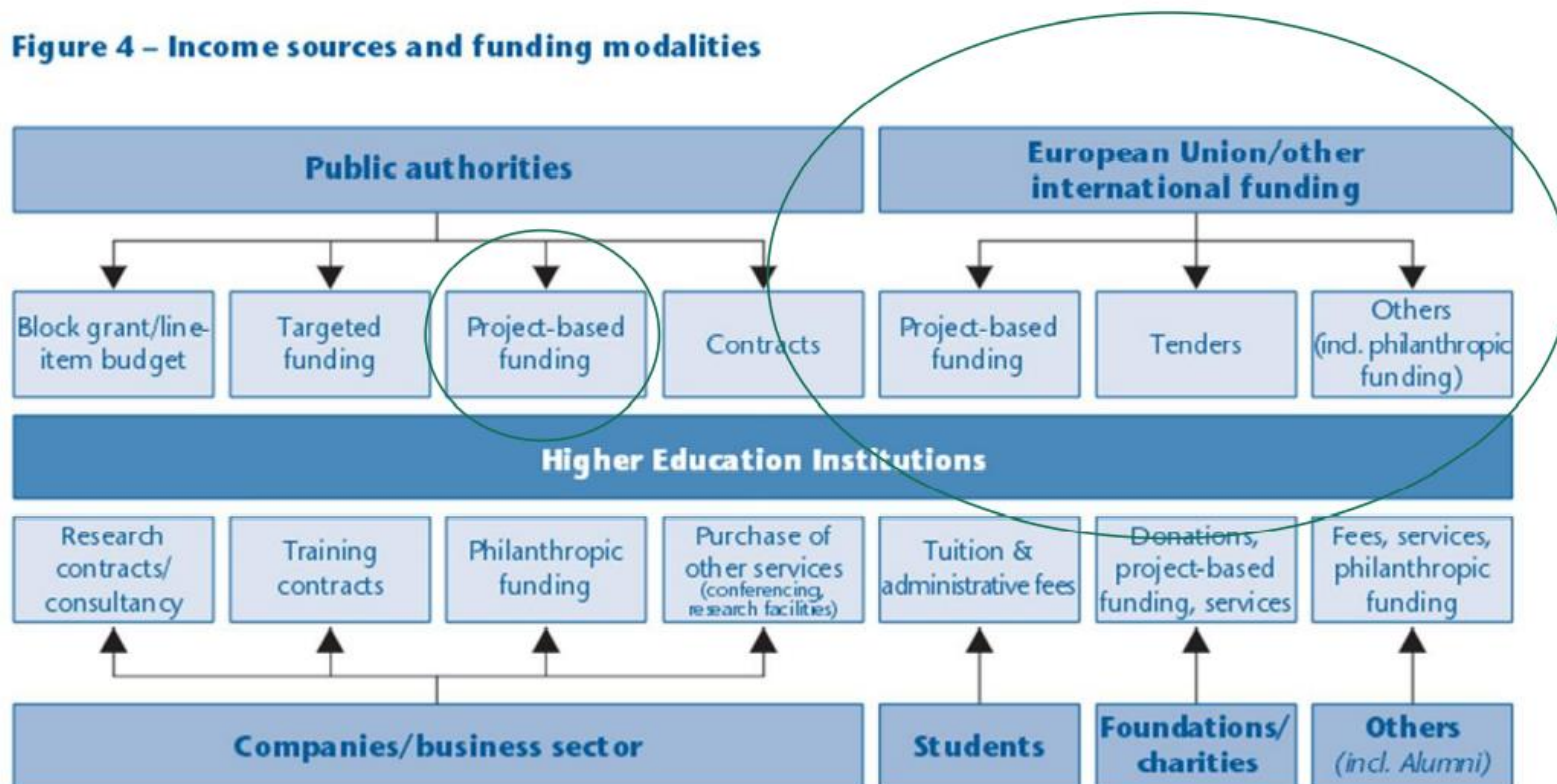 Figure 4 – Income sources and funding modalities
Public authorities
European Union/other
international funding
Block grant/line-
item budget
Targeted
funding
Project-based
funding
Contracts
Project-based
funding
Tenders
Others
(incl. philanthropic
funding)
Higher Education Institutions
Research
contracts/
consultancy
Training
contracts
Philanthropic
funding
Purchase of
other services
(conferencing,
research facilities)
Tuition &
administrative fees
Donations,
project-based
funding, services
Fees, services,
philanthropic
funding
Companies/business sector
Students
Foundations/
charities
Others
(incl. Alumni)